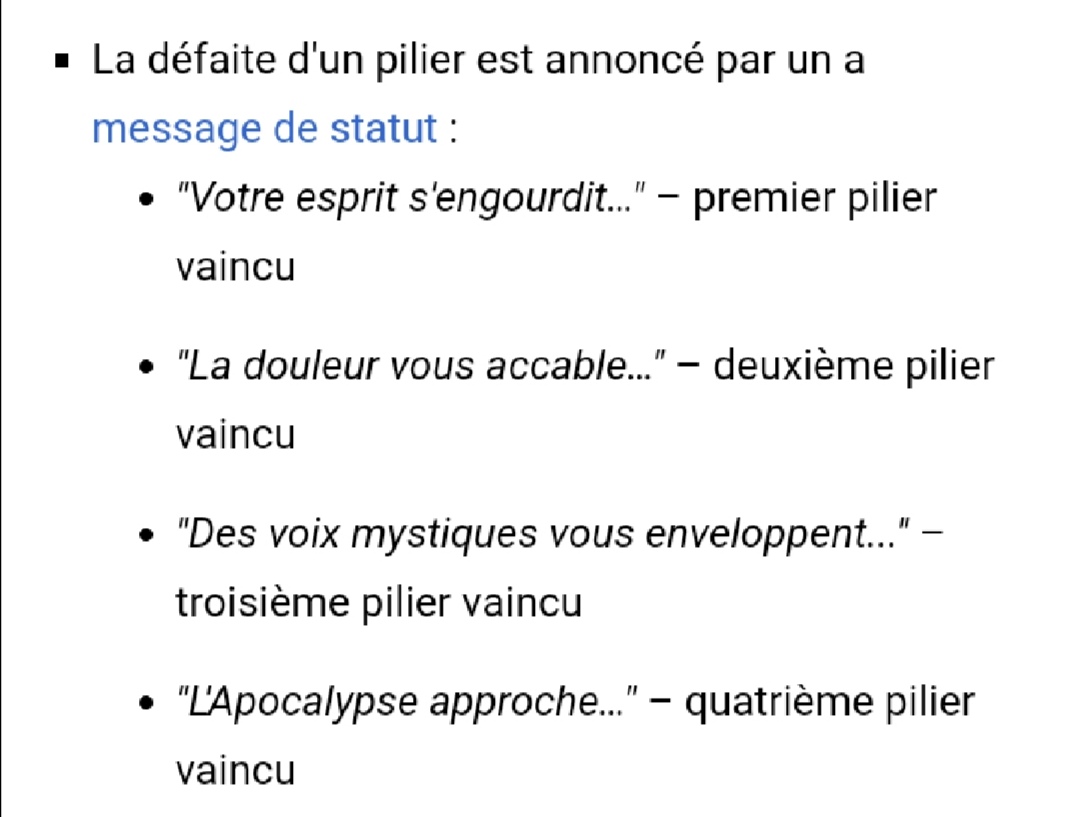 La défaite d'un pilier est annoncé par un a
message de statut :
"Votre esprit s'engourdit..." – premier pilier
vaincu
"La douleur vous accable..." – deuxième pilier
vaincu
"Des voix mystiques vous enveloppent..." –
troisième pilier vaincu
"L'Apocalypse approche..." – quatrième pilier
vaincu